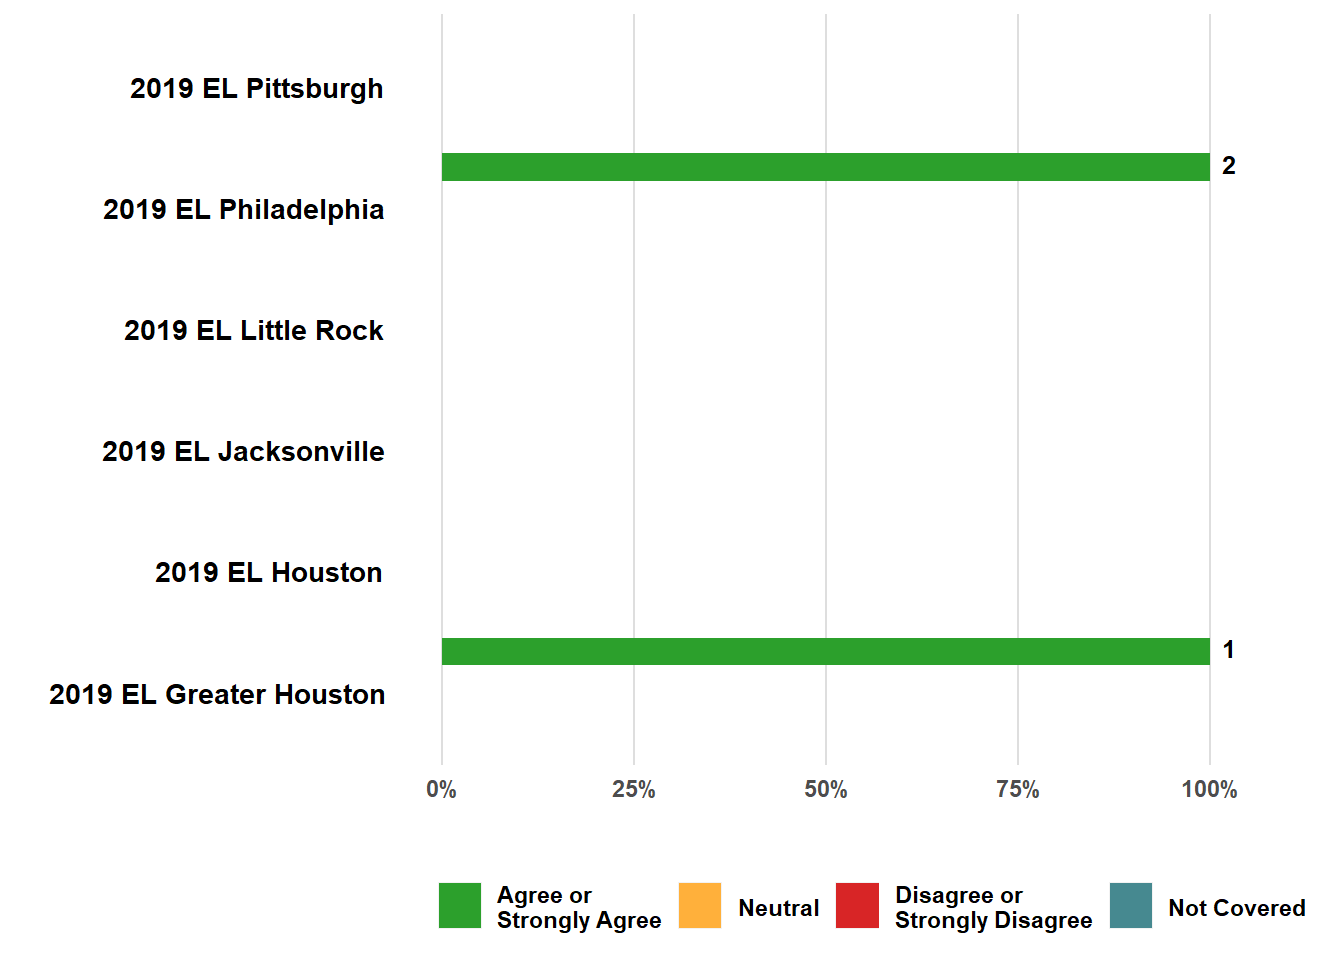 2019 EL Pittsburgh
2
2019 EL Philadelphia
2019 EL Little Rock
2019 EL Jacksonville
2019 EL Houston
1
2019 EL Greater Houston
0% 25% 50% 75% 100%
Agree or
Strongly Agree
Neutral
Disagree or
Strongly Disagree
Not Covered